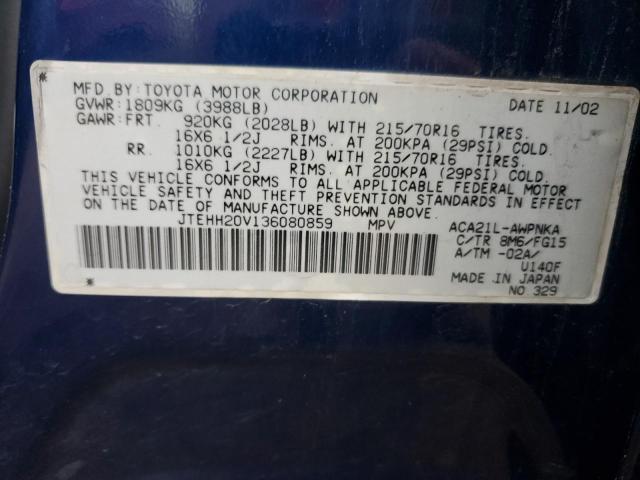 MFD.BY:TOYOTA MOTOR CORPORATION DATE 11/02
GVWR:1809KG (3988LB)
GAWR:FRT. 920KG (2028LB) WITH 215/70R16 TIRES.
16X6 1/2J RIMS. AT 200KPA (29PSI) COLD.
RR. 1010KG (2227LB) WITH 215/70R16 TIRES.
16X6 1/2J RIMS. AT 200KPA (29PSI) COLD.
THIS VEHICLE CONFORMS TO ALL APPLICABLE FEDERAL MOTOR
VEHICLE SAFETY AND THEFT PREVENTION STANDARDS IN EFFECT
ON THE DATE OF MANUFACTURE SHOWN ABOVE.
JTEHH20V136080859 MPV ACA21L-AWPNKA
C/TR 8M6/FG15
A/TM -02A/
U140F
MADE IN JAPAN
NO 329